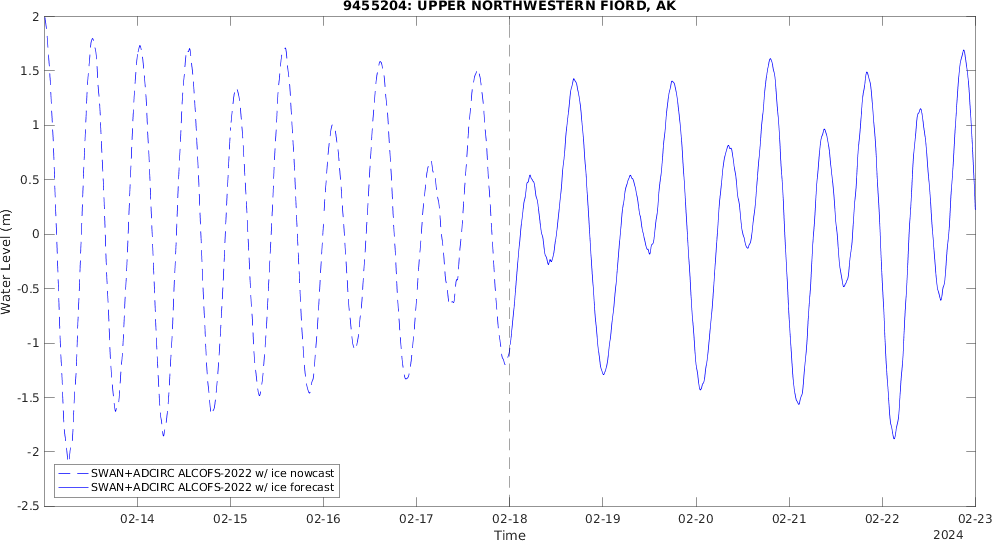 9455204: UPPER NORTHWESTERN FIORD, AK
2
1.5
1
0.5
0
-0.5
-1
-1.5
-2
-2.5
Water Level (m)
SWAN+ADCIRC ALCOFS-2022 w/ ice nowcast
SWAN+ADCIRC ALCOFS-2022 w/ ice forecast
02-14 02-15 02-16 02-17 02-18 02-19 02-20 02-21 02-22 02-23
Time
2024